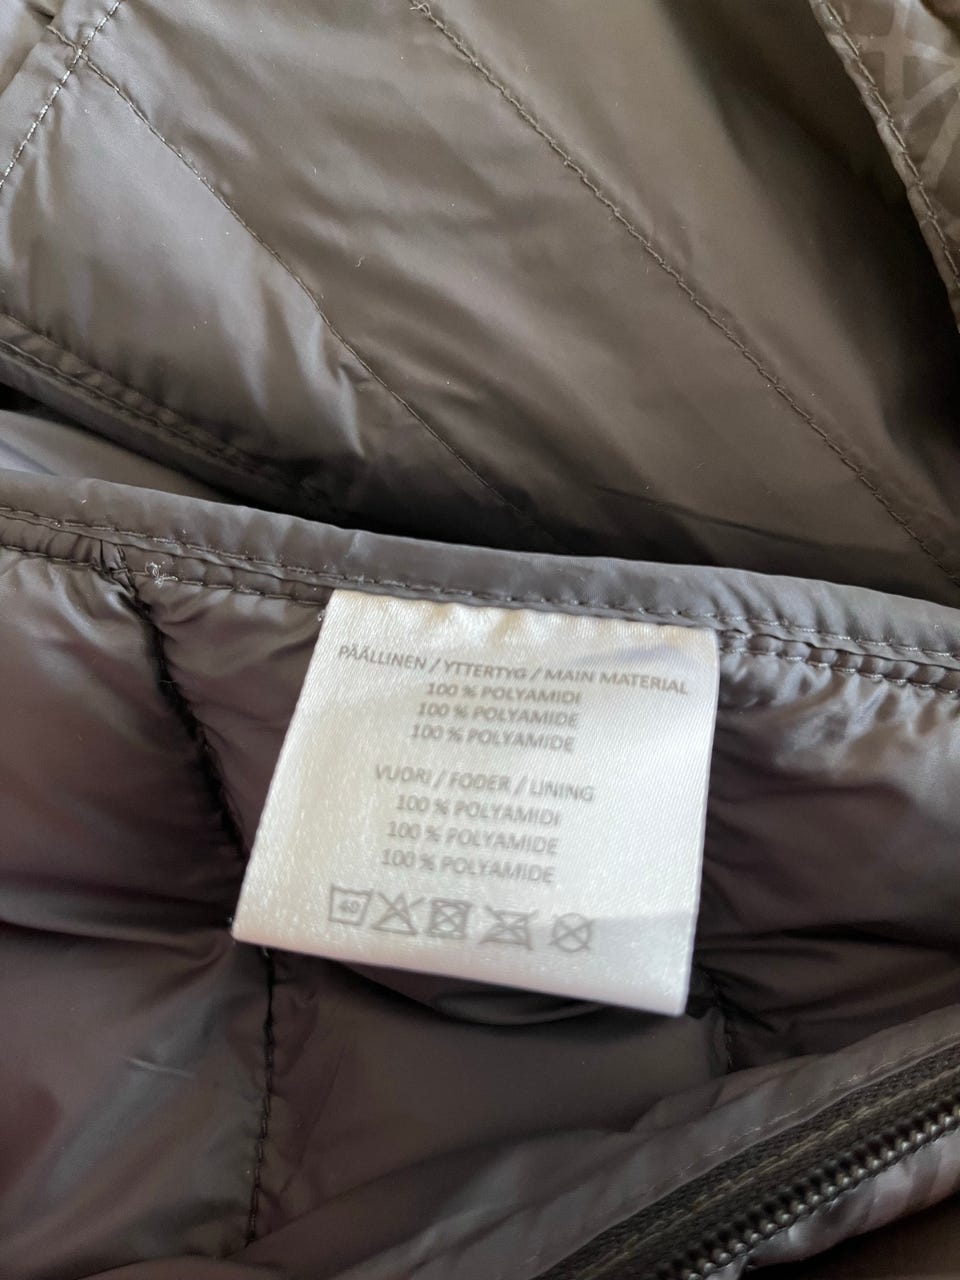 PÄÄLLINEN / YTTERTYG / MAIN MATERIAL
100 % POLYAMIDI
100 % POLYAMIDE
100 % POLYAMIDE
VUORI / FODER / LINING
100 % POLYAMIDI
100 % POLYAMIDE
100 % POLYAMIDE
40